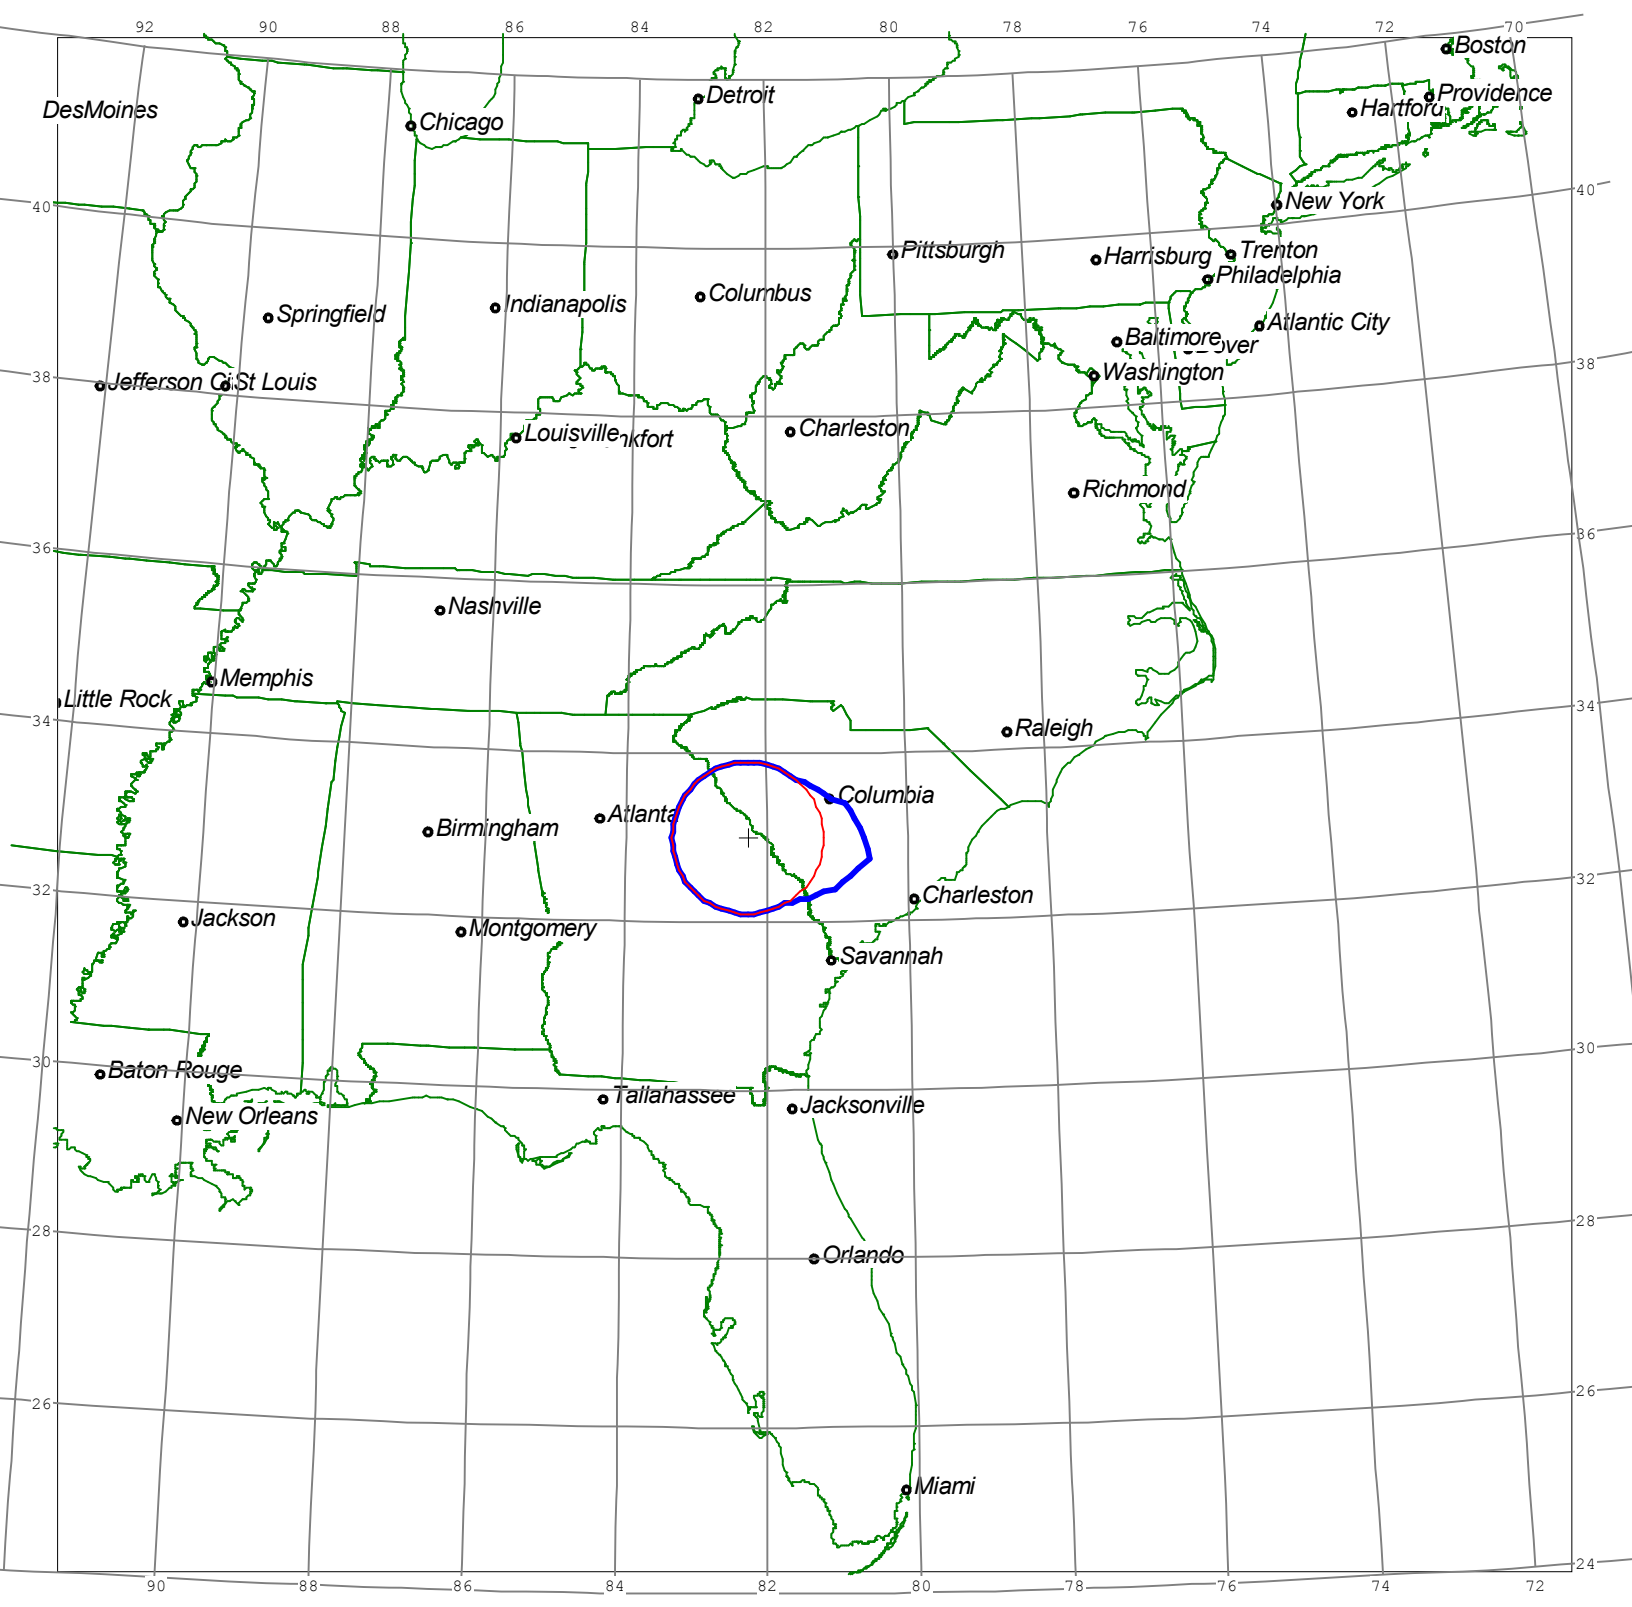 92 90 88 86 84 82 80 78 76 74 72 70
Boston
DesMoines
Detroit
Providence
Hartford
Chicago
40
40
New York
Pittsburgh
Harrisburg
Trenton
Philadelphia
Springfield
Indianapolis
Columbus
Atlantic City
Baltimore
over
38
Jefferson Ci
St Louis
Washington
38
Louisville
nkfort
Charleston
Richmond
36
36
Nashville
Memphis
Little Rock
34
34
Raleigh
Columbia
Atlanta
Birmingham
32
32
Charleston
Jackson
Montgomery
Savannah
30
30
Baton Rouge
Tallahassee
Jacksonville
New Orleans
28
28
Orlando
26
26
Miami
24
90 88 86 84 82 80 78 76 74 72